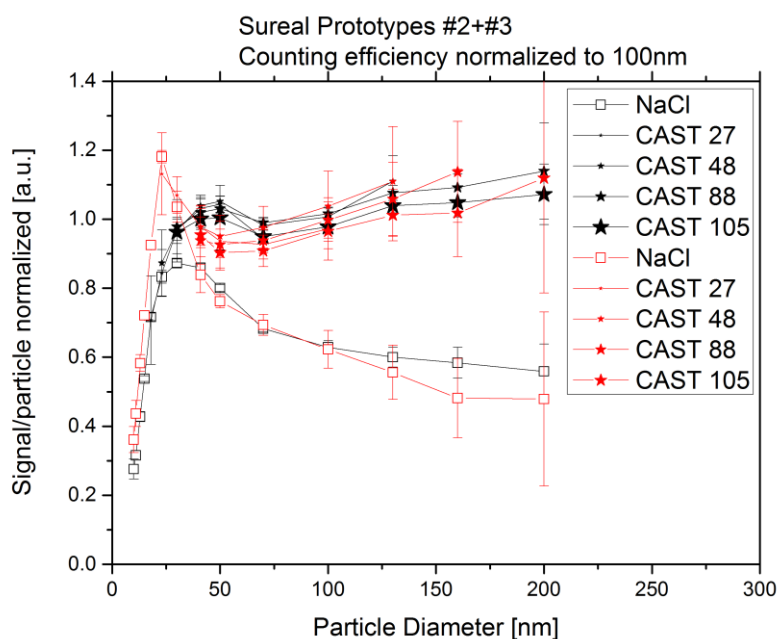 Sureal Prototypes #2+#3
Counting efficiency normalized to 100nm
1.4
1.2
1.0
0.8
0.6
0.4
0.2
0.0
Signal/particle normalized [a.u.]
NaCl
CAST 27
CAST 48
CAST 88
CAST 105
NaCl
CAST 27
CAST 48
CAST 88
CAST 105
0 50 100 150 200 250 300
Particle Diameter [nm]